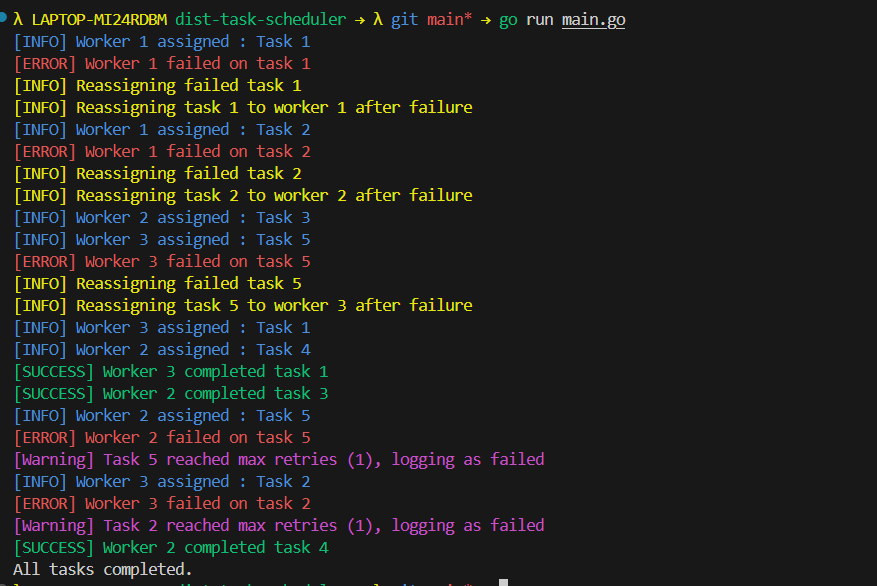 λ LAPTOP-MI24RDBM dist-task-scheduler → λ git main* → go run main.go
[INFO] Worker 1 assigned : Task 1
[ERROR] Worker 1 failed on task 1
[INFO] Reassigning failed task 1
[INFO] Reassigning task 1 to worker 1 after failure
[INFO] Worker 1 assigned : Task 2
[ERROR] Worker 1 failed on task 2
[INFO] Reassigning failed task 2
[INFO] Reassigning task 2 to worker 2 after failure
[INFO] Worker 2 assigned : Task 3
[INFO] Worker 3 assigned : Task 5
[ERROR] Worker 3 failed on task 5
[INFO] Reassigning failed task 5
[INFO] Reassigning task 5 to worker 3 after failure
[INFO] Worker 3 assigned : Task 1
[INFO] Worker 2 assigned : Task 4
[SUCCESS] Worker 3 completed task 1
[SUCCESS] Worker 2 completed task 3
[INFO] Worker 2 assigned : Task 5
[ERROR] Worker 2 failed on task 5
[Warning] Task 5 reached max retries (1), logging as failed
[INFO] Worker 3 assigned : Task 2
[ERROR] Worker 3 failed on task 2
[Warning] Task 2 reached max retries (1), logging as failed
[SUCCESS] Worker 2 completed task 4
All tasks completed.